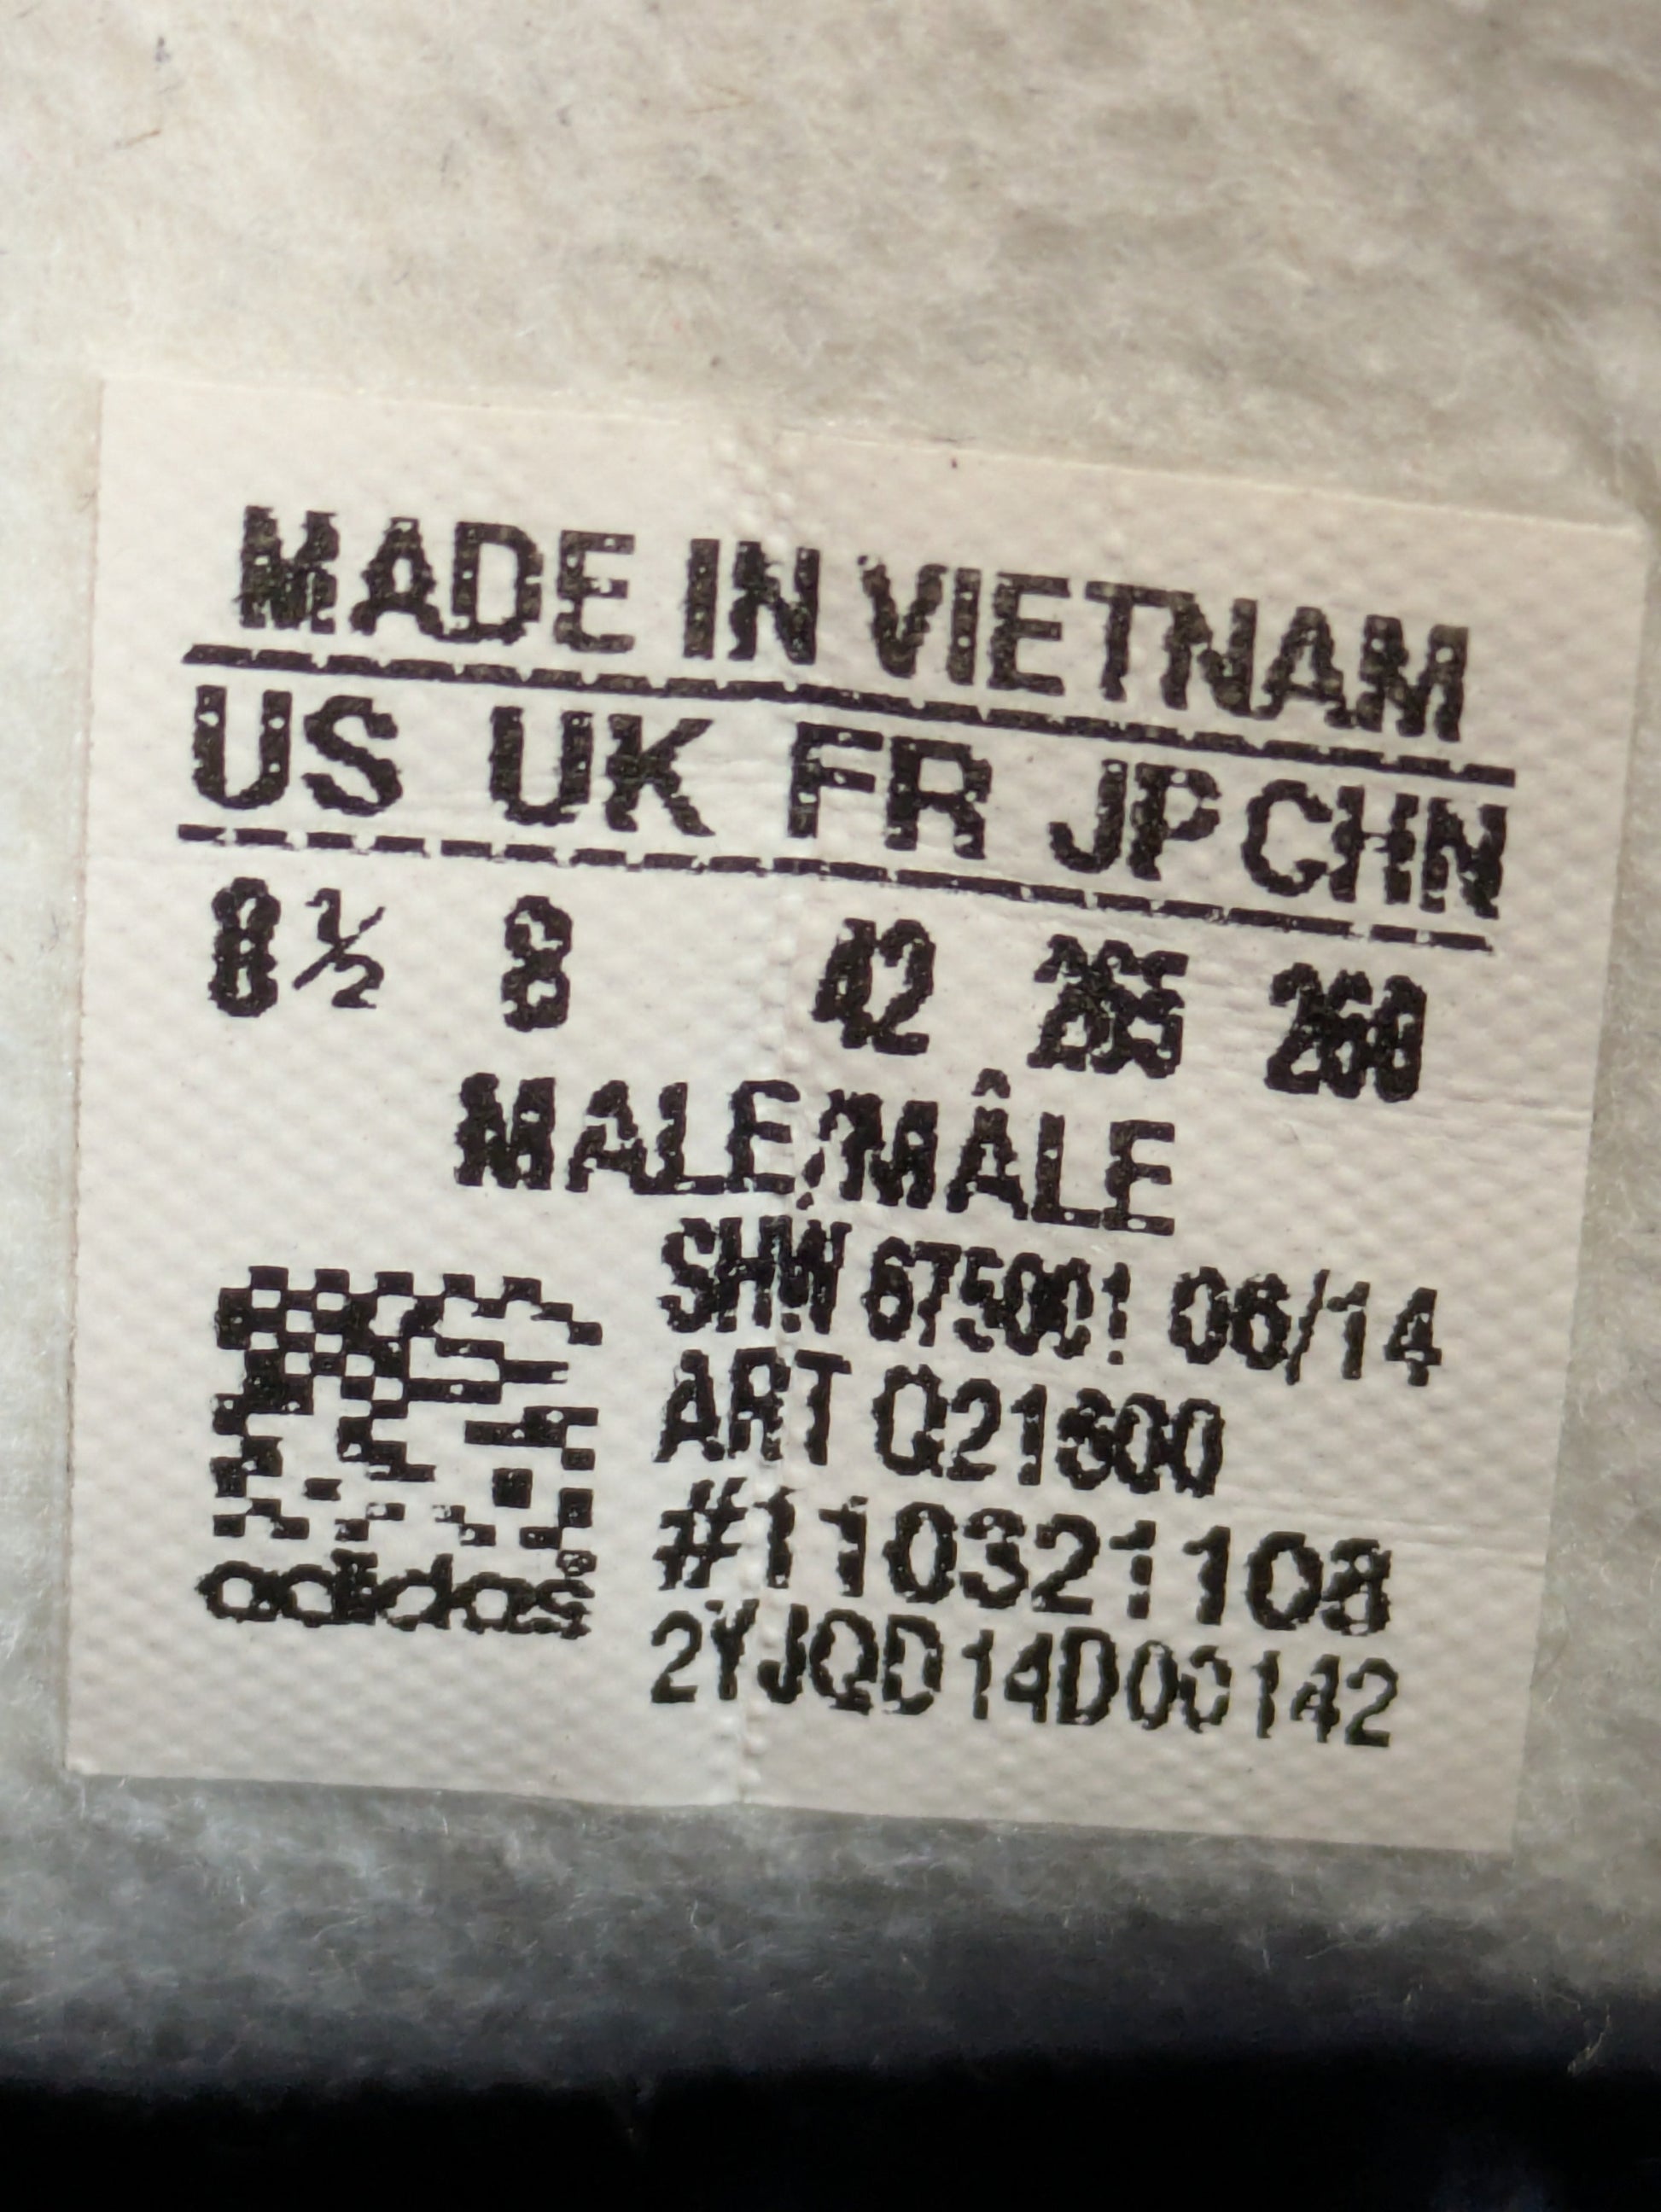 MADE IN VIETNAM
US UK FR JP CHN
8½ 8 42 265 260
MALE/MÂLE
SHW 675001 06/14
ART Q21600
#110321108
2YJQD14D00142
adidas